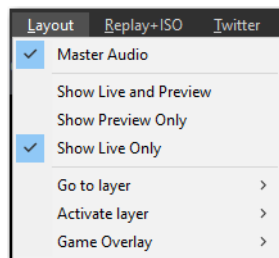 Layout Replay+ISO Twitter
Master Audio
Show Live and Preview
Show Preview Only
Show Live Only
Go to layer
Activate layer
Game Overlay